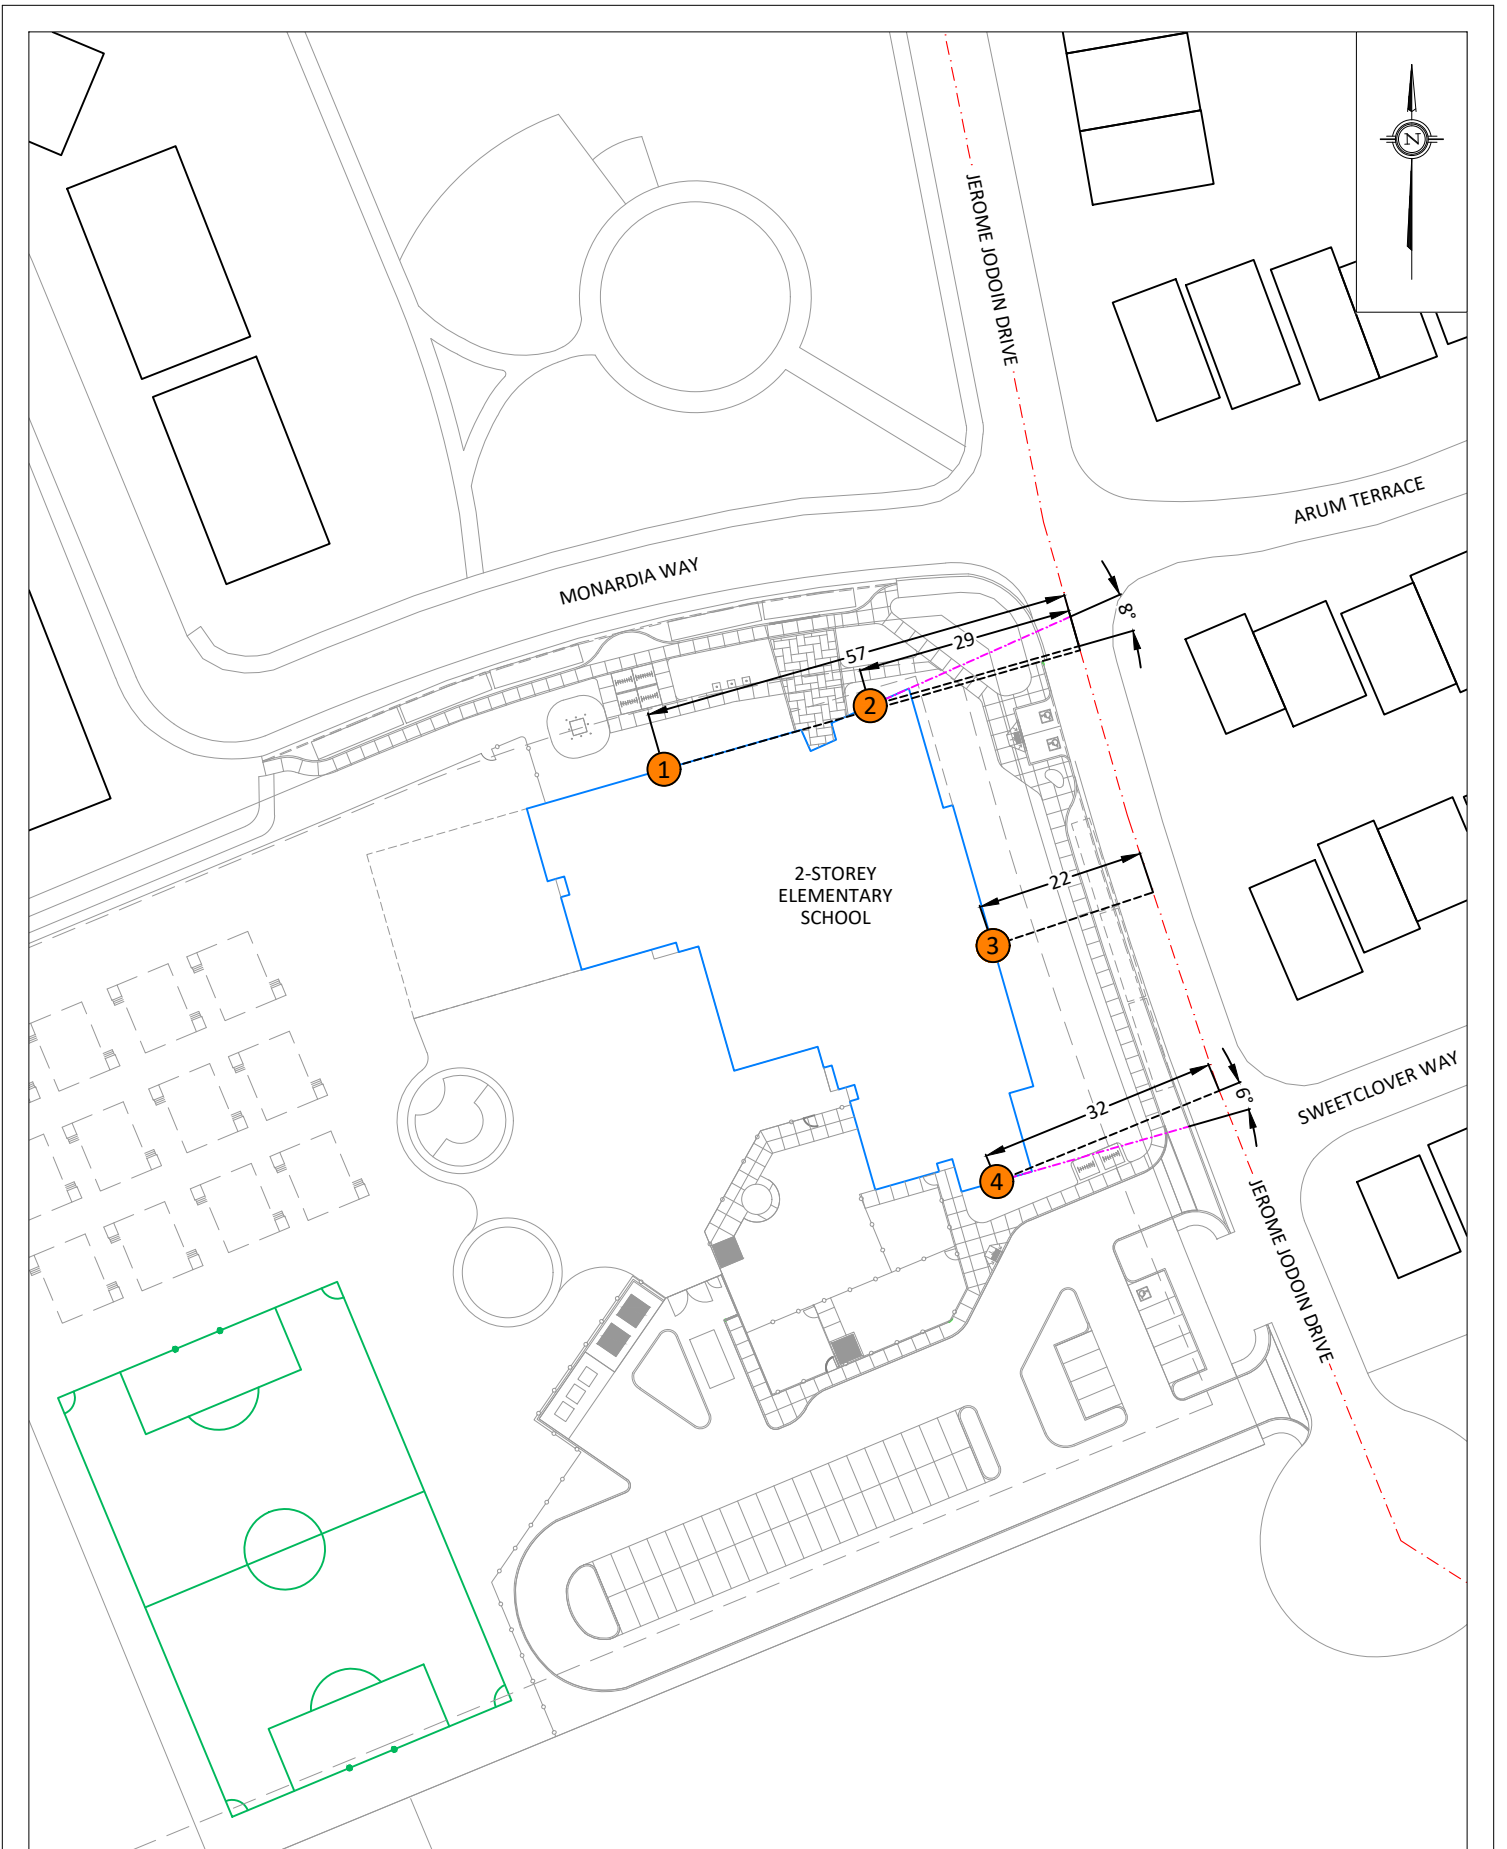 N
JEROME JODOIN DRIVE
ARUM TERRACE
MONARDIA WAY
8°
29
57
2
1
2-STOREY
ELEMENTARY
SCHOOL
22
3
SWEETCLOVER WAY
6°
32
4
JEROME JODOIN DRIVE